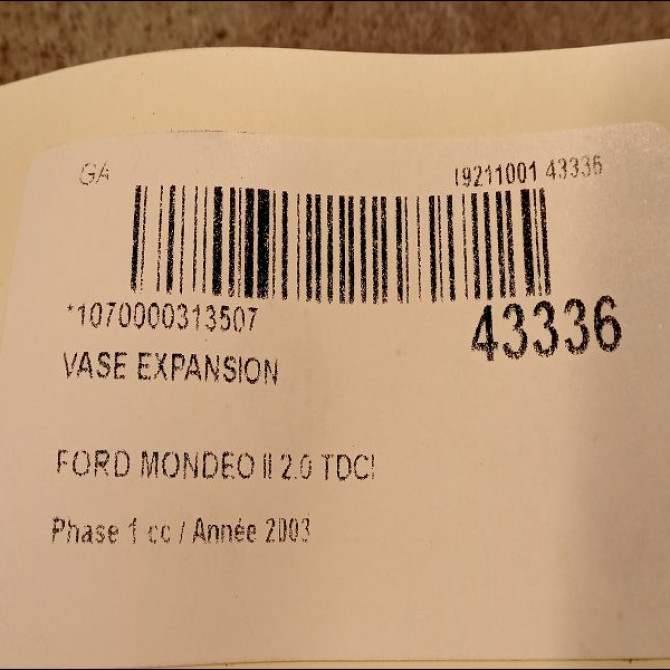 GA
19211001 43336
*1070000313507
43336
VASE EXPANSION
FORD MONDEO II 2.0 TDCI
Phase 1 cc / Année 2003